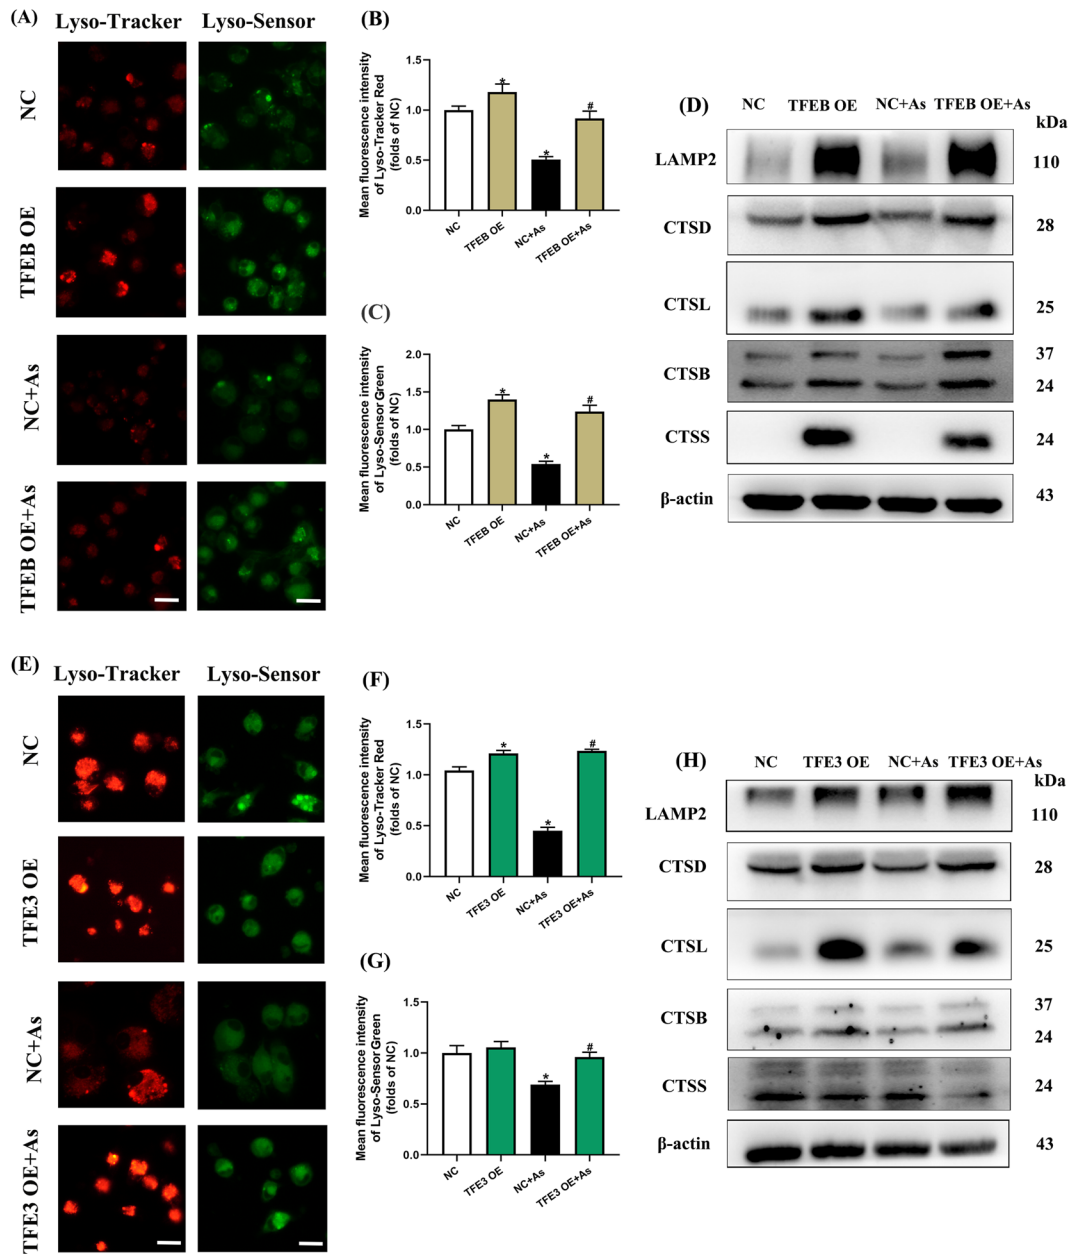 (A)
Lyso-Tracker Lyso-Sensor
NC
TFEB OE
NC+As
TFEB OE+As
(B)
Mean fluorescence intensity
of Lyso-Tracker Red
(folds of NC)
1.5
1.0
0.5
0.0
* * #
NC TFEB OE NC+As TFEB OE+As
(C)
Mean fluorescence intensity
of Lyso-Sensor Green
(folds of NC)
2.0
1.5
1.0
0.5
0.0
* * #
NC TFEB OE NC+As TFEB OE+As
(D)
NC TFEB OE NC+As TFEB OE+As
kDa
LAMP2 110
CTSD 28
CTSL 25
CTSB 37
24
CTSS 24
β-actin 43
(E)
Lyso-Tracker Lyso-Sensor
NC
TFE3 OE
NC+As
TFE3 OE+As
(F)
Mean fluorescence intensity
of Lyso-Tracker Red
(folds of NC)
1.5
1.0
0.5
0.0
* * #
NC TFE3 OE NC+As TFE3 OE+As
(G)
Mean fluorescence intensity
of Lyso-Sensor Green
(folds of NC)
1.5
1.0
0.5
0.0
* #
NC TFE3 OE NC+As TFE3 OE+As
(H)
NC TFE3 OE NC+As TFE3 OE+As
kDa
LAMP2 110
CTSD 28
CTSL 25
CTSB 37
24
CTSS 24
β-actin 43